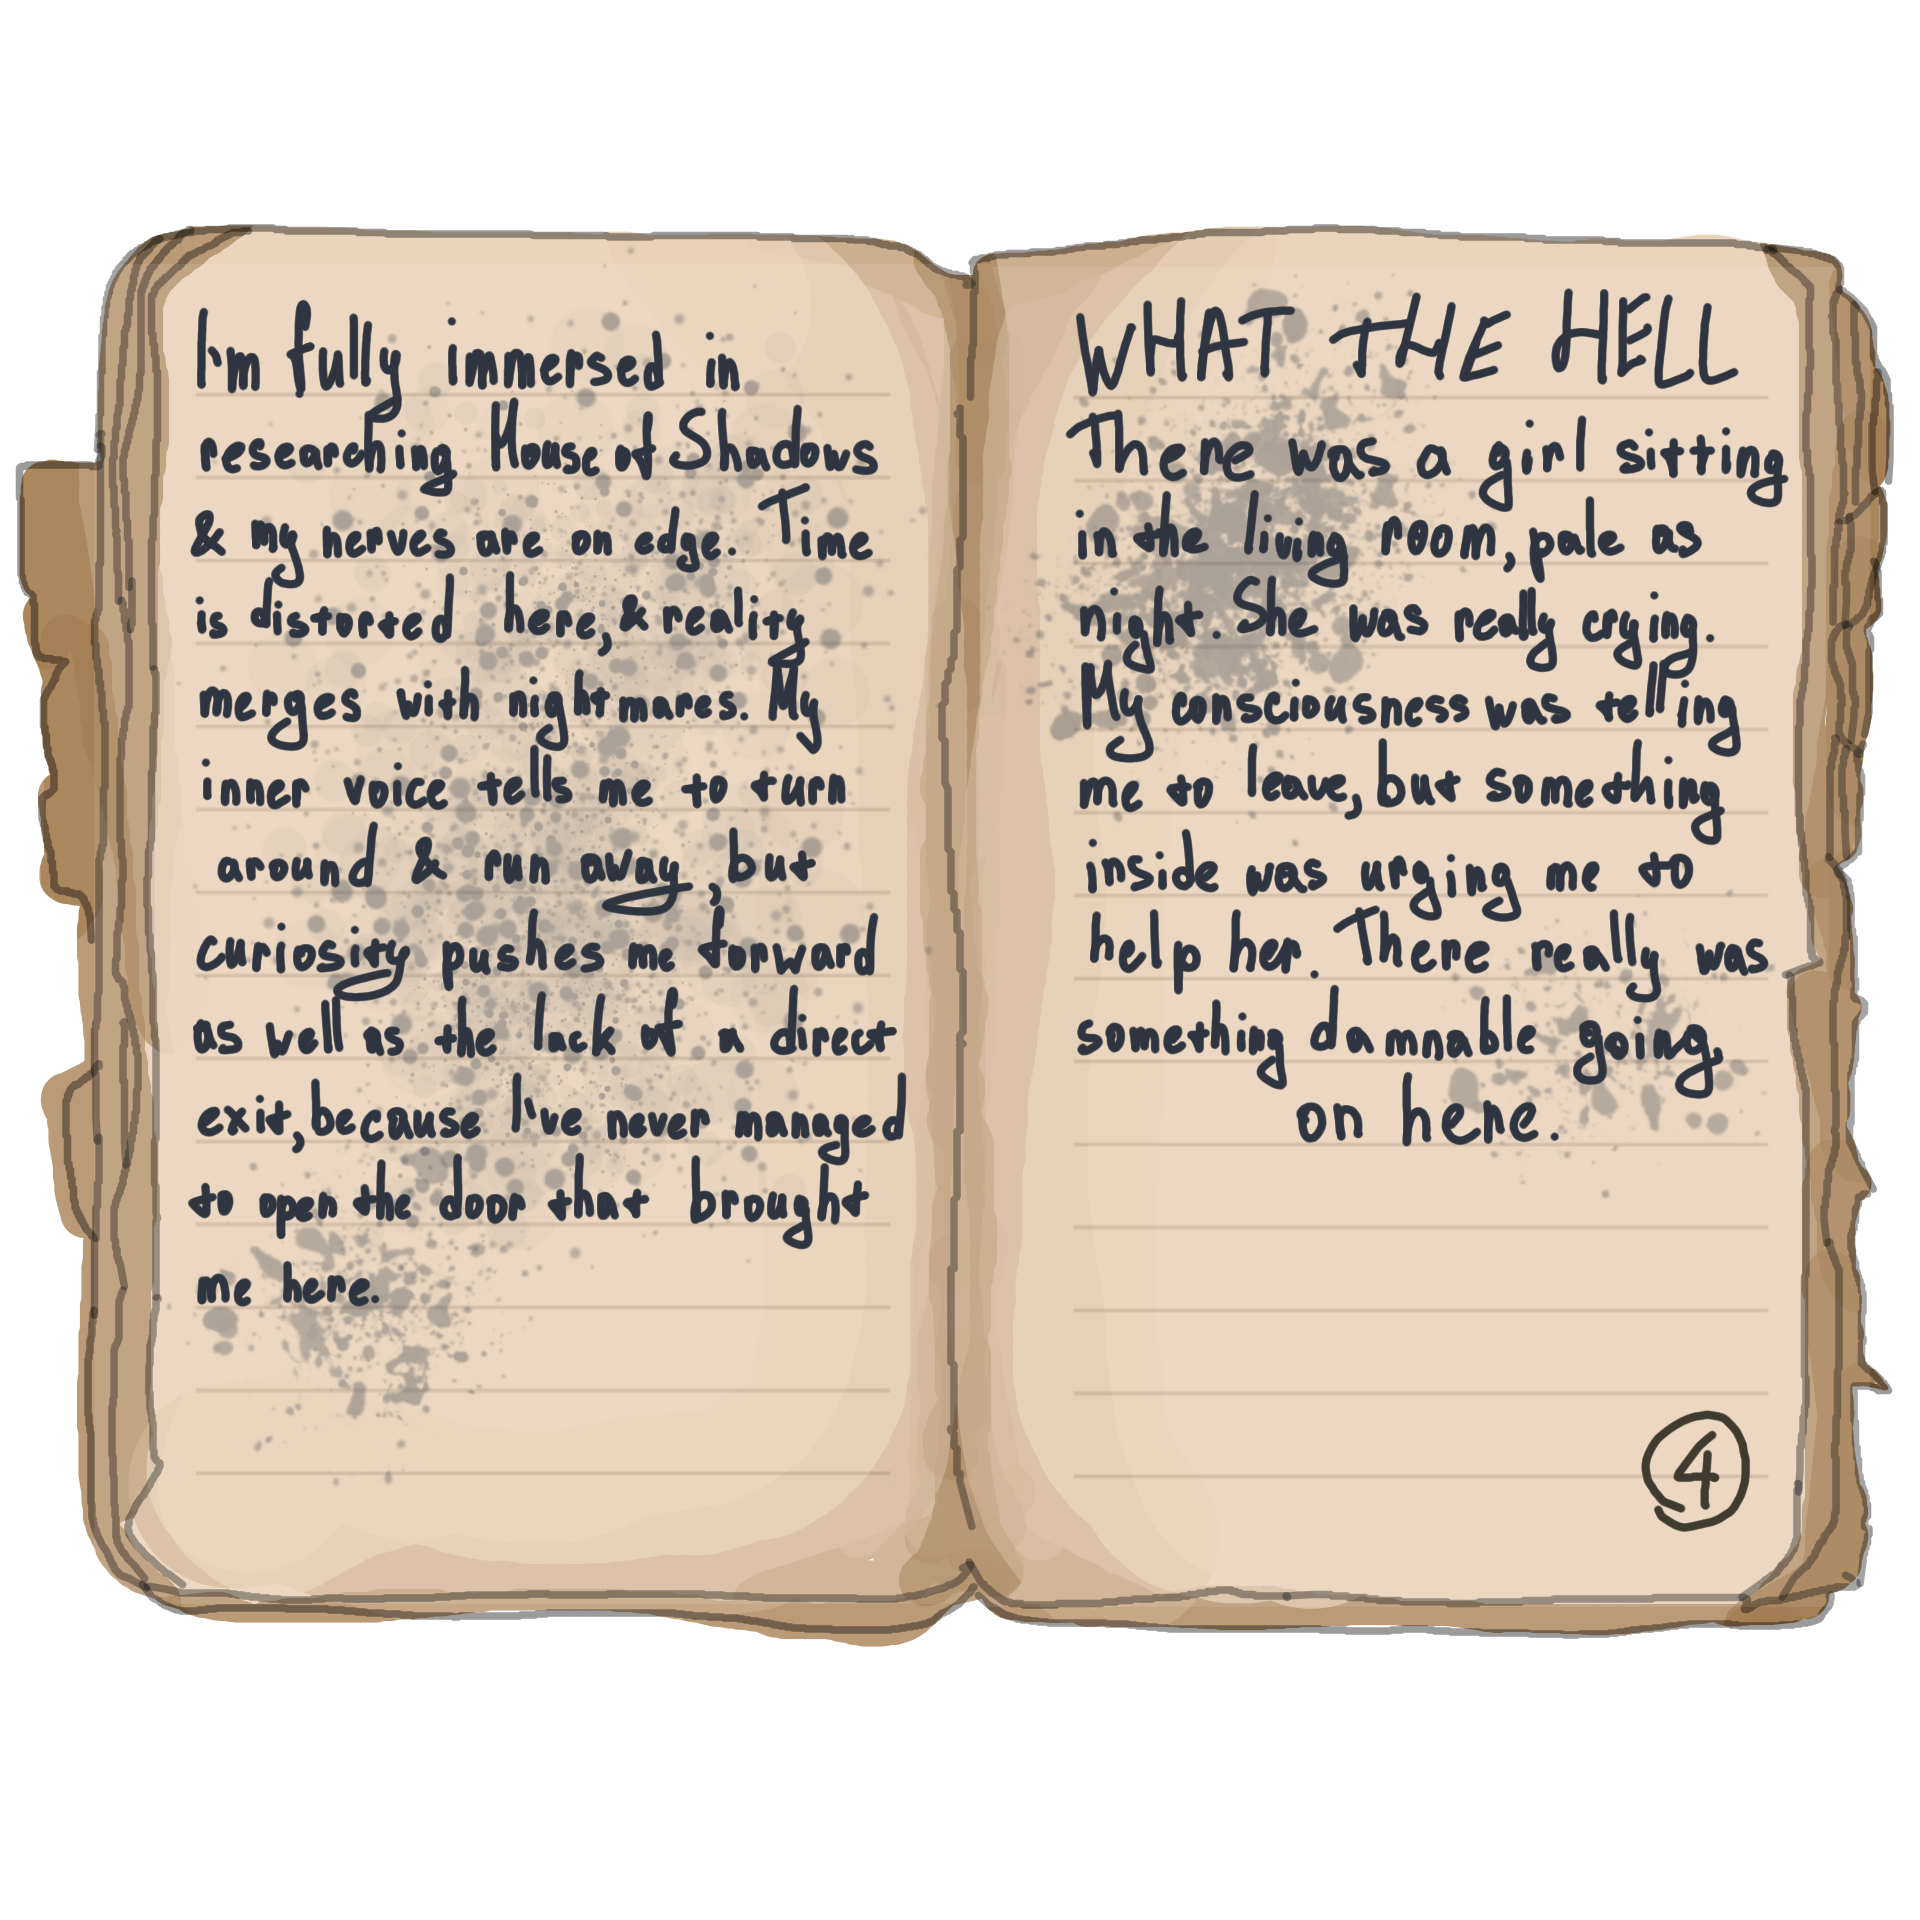 I'm fully immersed in
researching House of Shadows
& my nerves are on edge. Time
is distorted here, & reality
merges with nightmares. My
inner voice tells me to turn
around & run away, but
curiosity pushes me forward
as well as the lack of a direct
exit, because I've never managed
to open the door that brought
me here.
WHAT THE HELL
There was a girl sitting
in the living room, pale as
night. She was really crying.
My consciousness was telling
me to leave, but something
inside was urging me to
help her. There really was
something damnable going
on here.
4